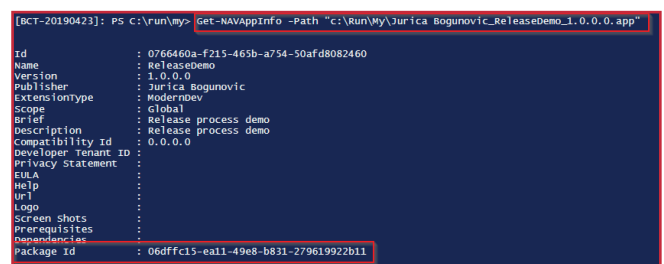 [BCT-20190423]: PS C:\run\my> Get-NAVAppInfo -Path "c:\Run\My\Jurica Bogunovic_ReleaseDemo_1.0.0.0.app"
Id : 0766460a-f215-465b-a754-50afd8082460
Name : ReleaseDemo
Version : 1.0.0.0
Publisher : Jurica Bogunovic
ExtensionType : ModernDev
Scope : Global
Brief : Release process demo
Description : Release process demo
Compatibility Id : 0.0.0.0
Developer Tenant ID :
Privacy Statement :
EULA :
Help :
Url :
Logo :
Screen Shots :
Prerequisites :
Dependencies :
Package Id : 06dffc15-ea11-49e8-b831-279619922b11